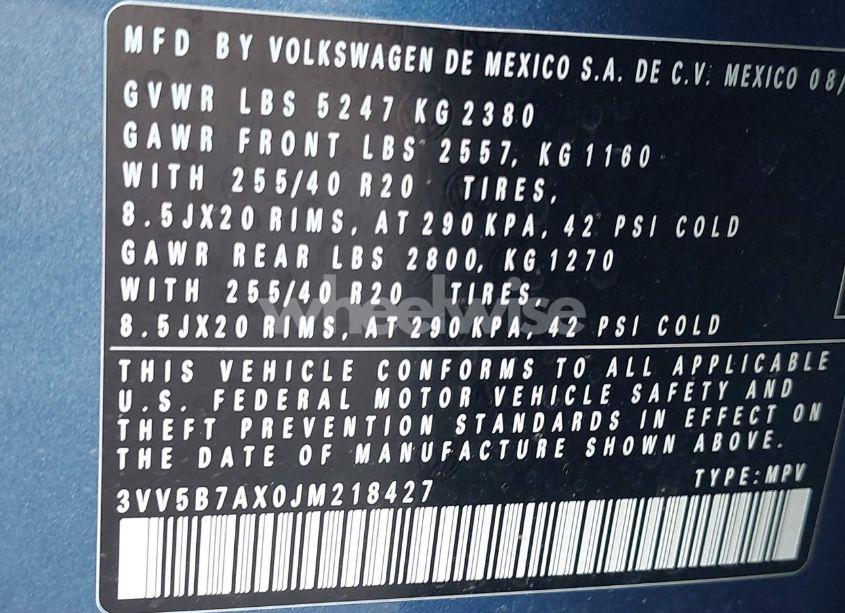 MFD BY VOLKSWAGEN DE MEXICO S.A. DE C.V. MEXICO 08/
GVWR LBS 5247 KG 2380
GAWR FRONT LBS 2557, KG 1160
WITH 255/40 R20 TIRES,
8.5JX20 RIMS, AT 290 KPA, 42 PSI COLD
GAWR REAR LBS 2800, KG 1270
WITH 255/40 R20 TIRES,
wheelwise
8.5JX20 RIMS, AT 290 KPA, 42 PSI COLD
THIS VEHICLE CONFORMS TO ALL APPLICABLE
U.S. FEDERAL MOTOR VEHICLE SAFETY AND
THEFT PREVENTION STANDARDS IN EFFECT ON
THE DATE OF MANUFACTURE SHOWN ABOVE.
3VV5B7AX0JM218427 TYPE: MPV